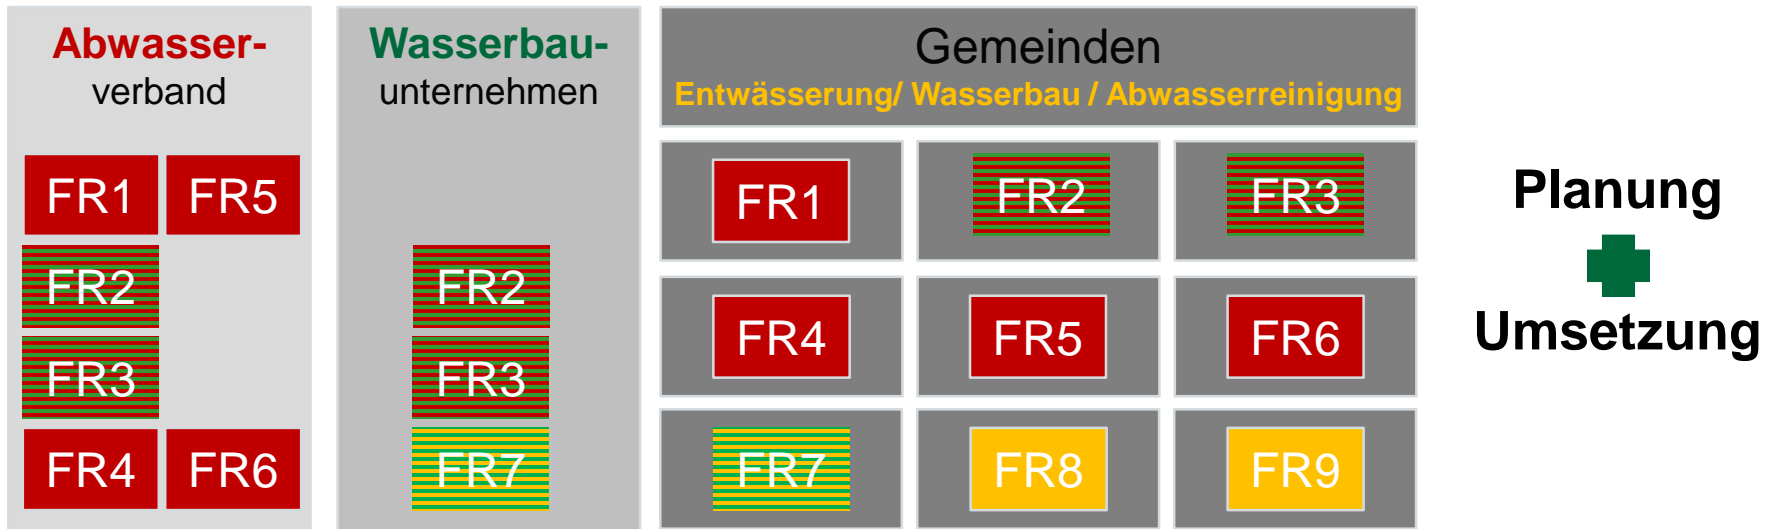 Abwasser-
verband
FR1 FR5
FR2
FR3
FR4 FR6
Wasserbau-
unternehmen
FR2
FR3
FR7
Gemeinden
Entwässerung/ Wasserbau / Abwasserreinigung
FR1 FR2 FR3
FR4 FR5 FR6
FR7 FR8 FR9
Planung
Umsetzung